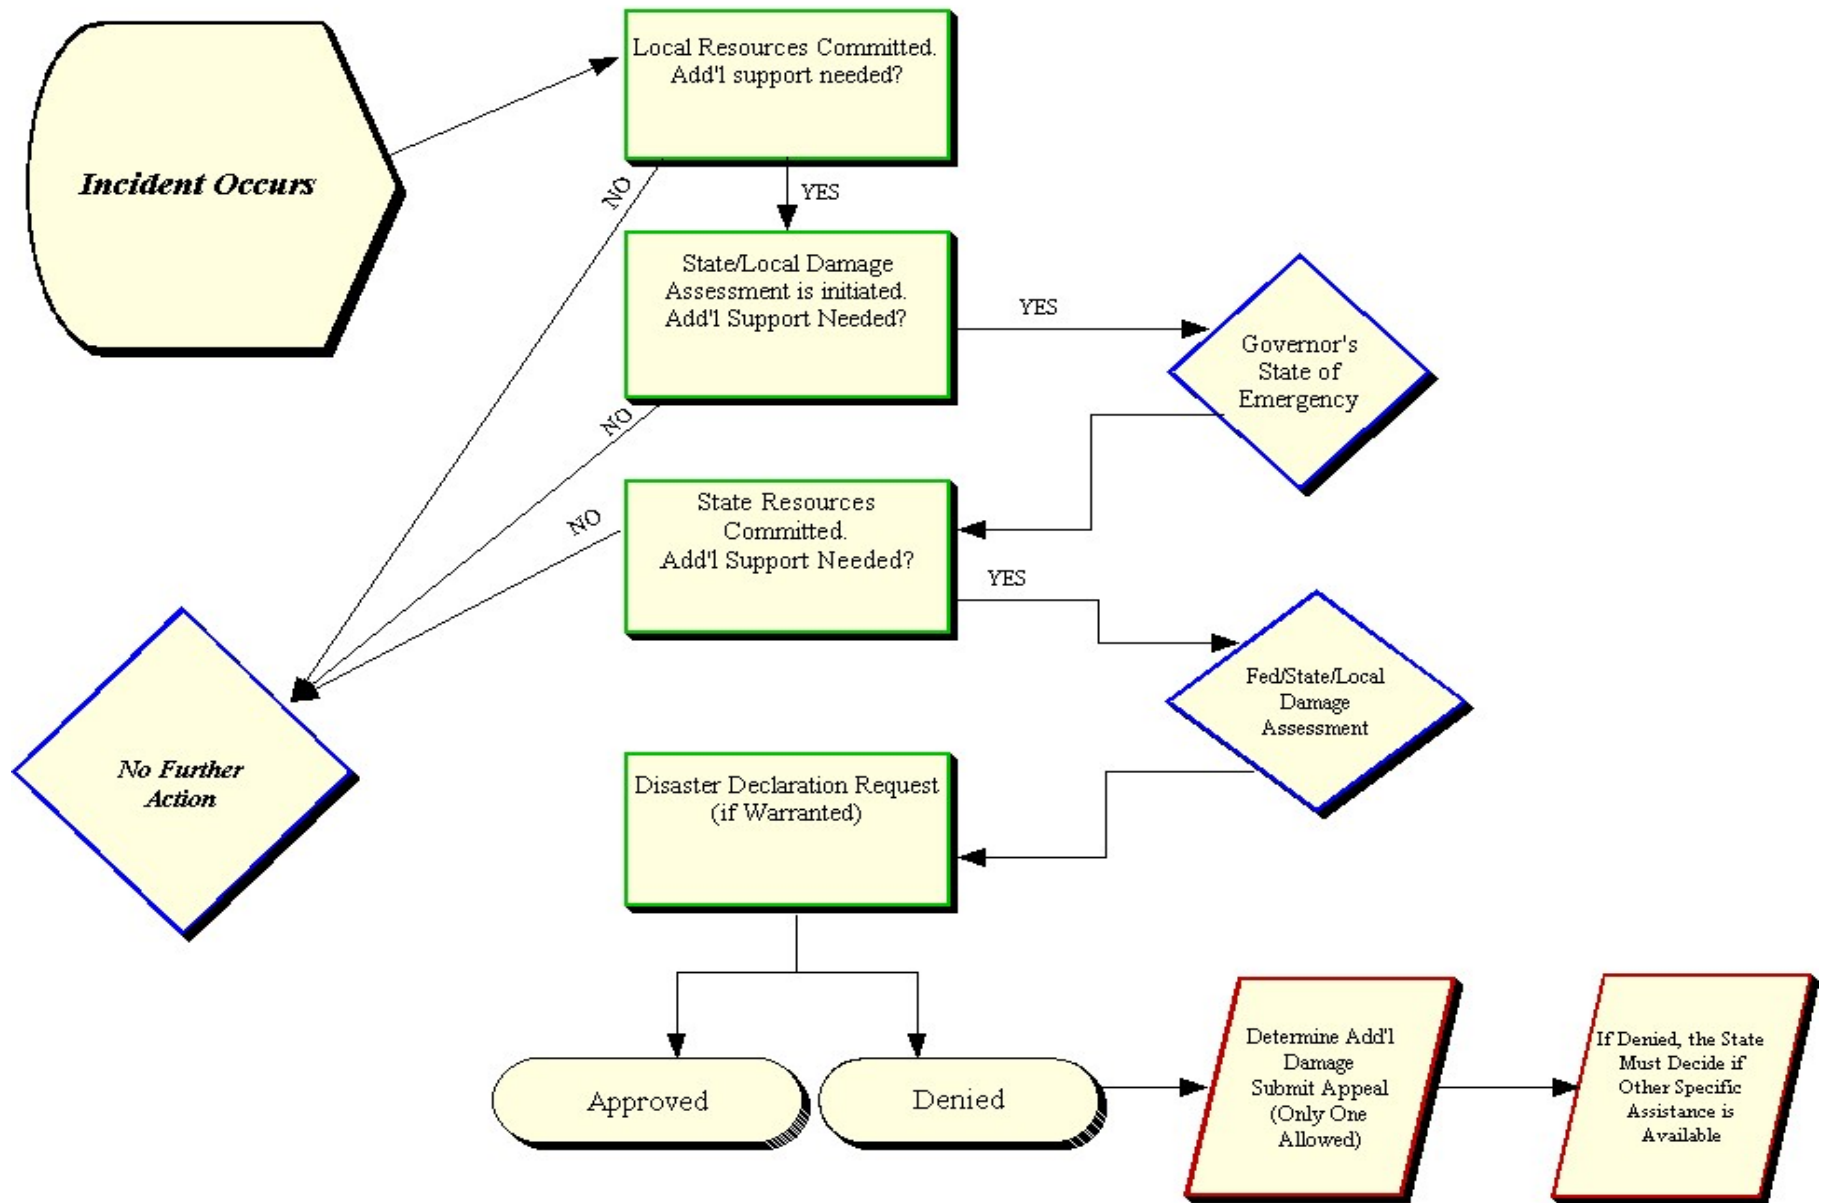 Incident Occurs
Local Resources Committed.
Add'l support needed?
NO
YES
State/Local Damage
Assessment is initiated.
Add'l Support Needed?
YES
NO
Governor's
State of
Emergency
State Resources
Committed.
Add'l Support Needed?
NO
YES
Fed/State/Local
Damage
Assessment
No Further
Action
Disaster Declaration Request
(if Warranted)
Approved
Denied
Determine Add'l
Damage
Submit Appeal
(Only One
Allowed)
If Denied, the State
Must Decide if
Other Specific
Assistance is
Available